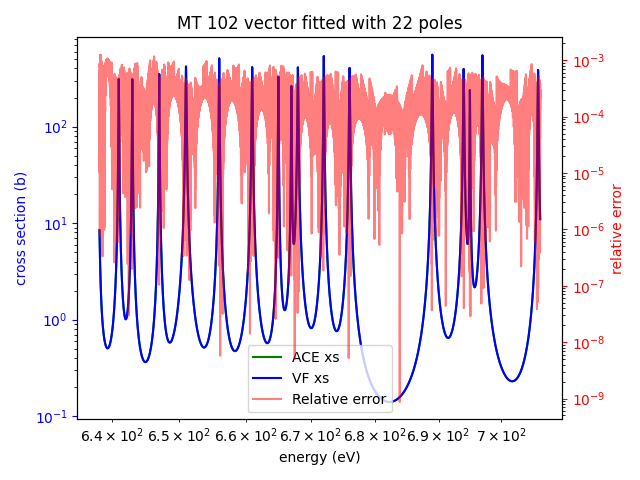 MT 102 vector fitted with 22 poles
cross section (b)
10²
10¹
10⁰
10⁻¹
10⁻³
10⁻⁴
10⁻⁵
10⁻⁶
10⁻⁷
10⁻⁸
10⁻⁹
relative error
ACE xs
VF xs
Relative error
6.4 × 10² 6.5 × 10² 6.6 × 10² 6.7 × 10² 6.8 × 10² 6.9 × 10² 7 × 10²
energy (eV)